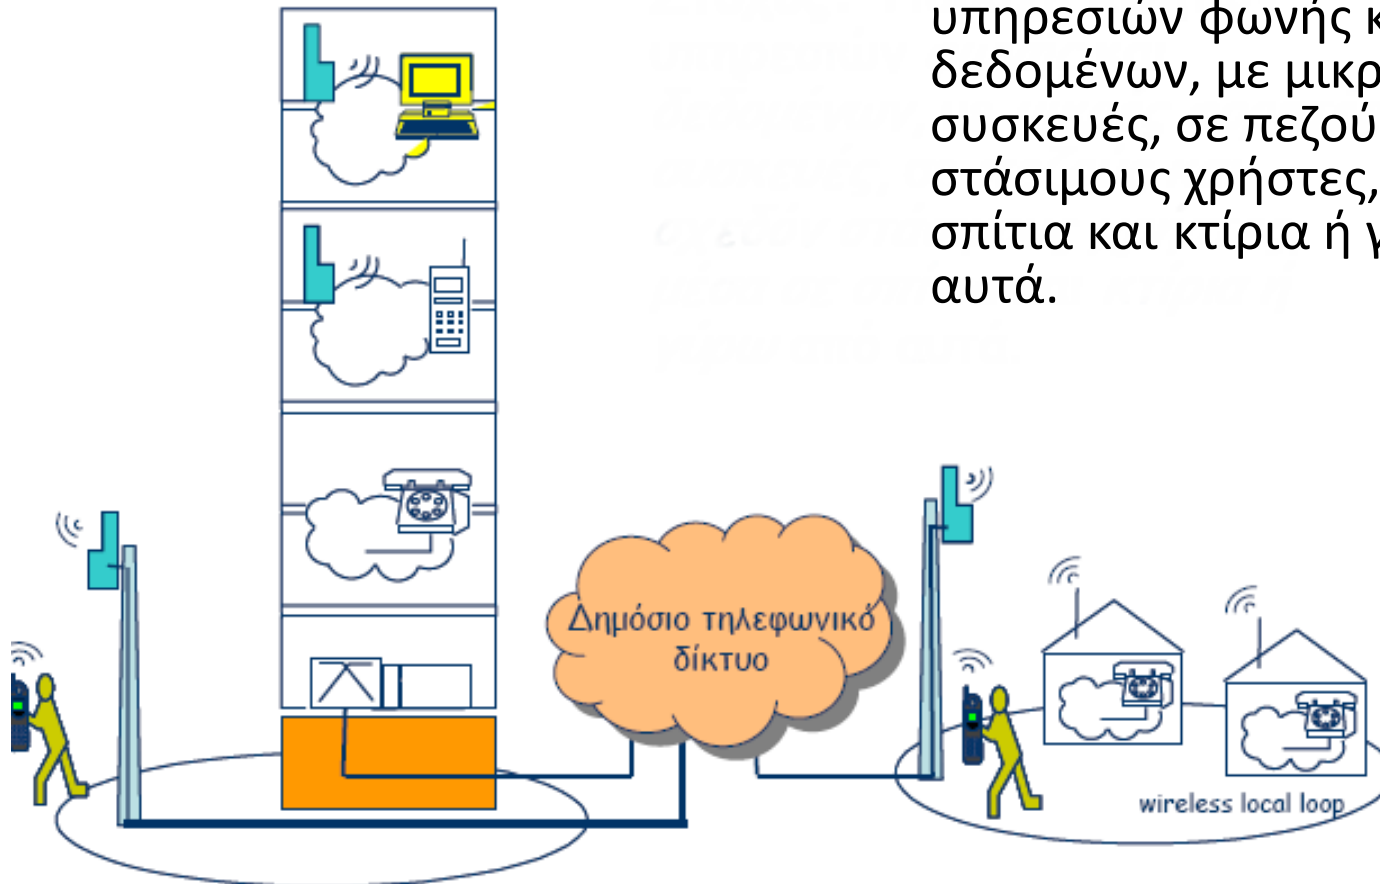 υπηρεσιών φωνής κ
δεδομένων, με μικρ
συσκευές, σε πεζού
στάσιμους χρήστες,
σπίτια και κτίρια ή γ
αυτά.
Δημόσιο τηλεφωνικό
δίκτυο
wireless local loop